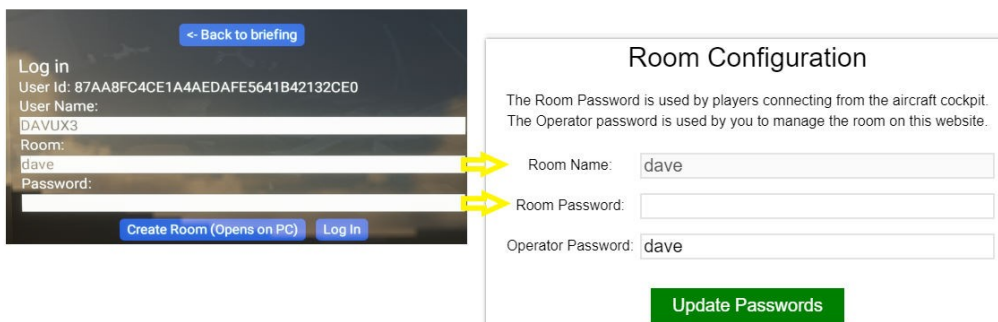 <- Back to briefing
Log in
User Id: 87AA8FC4CE1A4AEDAFE5641B42132CE0
User Name:
DAVUX3
Room:
dave
Password:
Create Room (Opens on PC) Log In
Room Configuration
The Room Password is used by players connecting from the aircraft cockpit.
The Operator password is used by you to manage the room on this website.
Room Name: dave
Room Password:
Operator Password: dave
Update Passwords